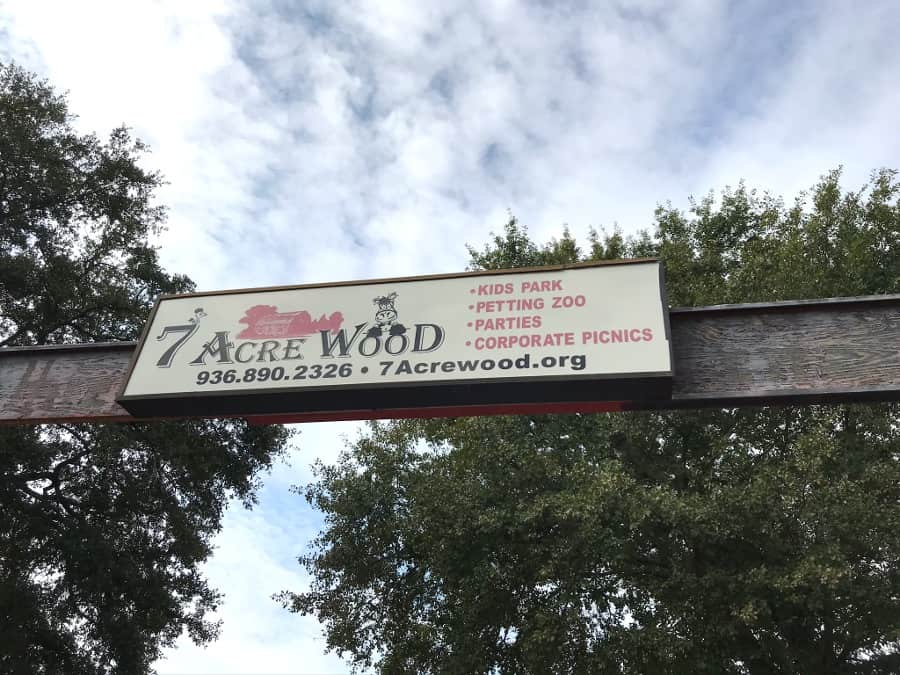 7 ACRE WOOD
936.890.2326 • 7Acrewood.org
• KIDS PARK
• PETTING ZOO
• PARTIES
• CORPORATE PICNICS